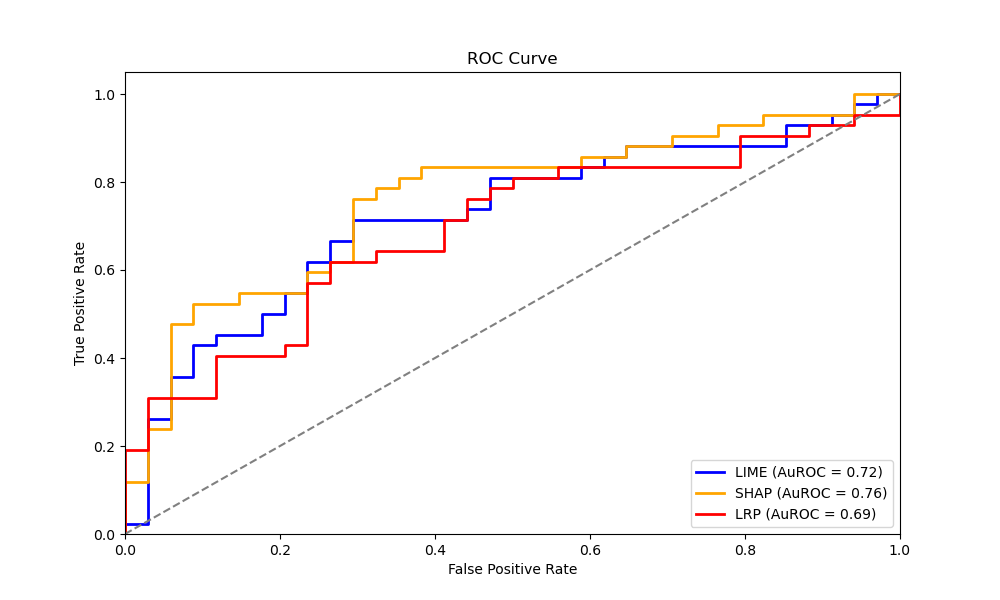 ROC Curve
True Positive Rate
1.0
0.8
0.6
0.4
0.2
0.0
0.0 0.2 0.4 0.6 0.8 1.0
False Positive Rate
LIME (AuROC = 0.72)
SHAP (AuROC = 0.76)
LRP (AuROC = 0.69)